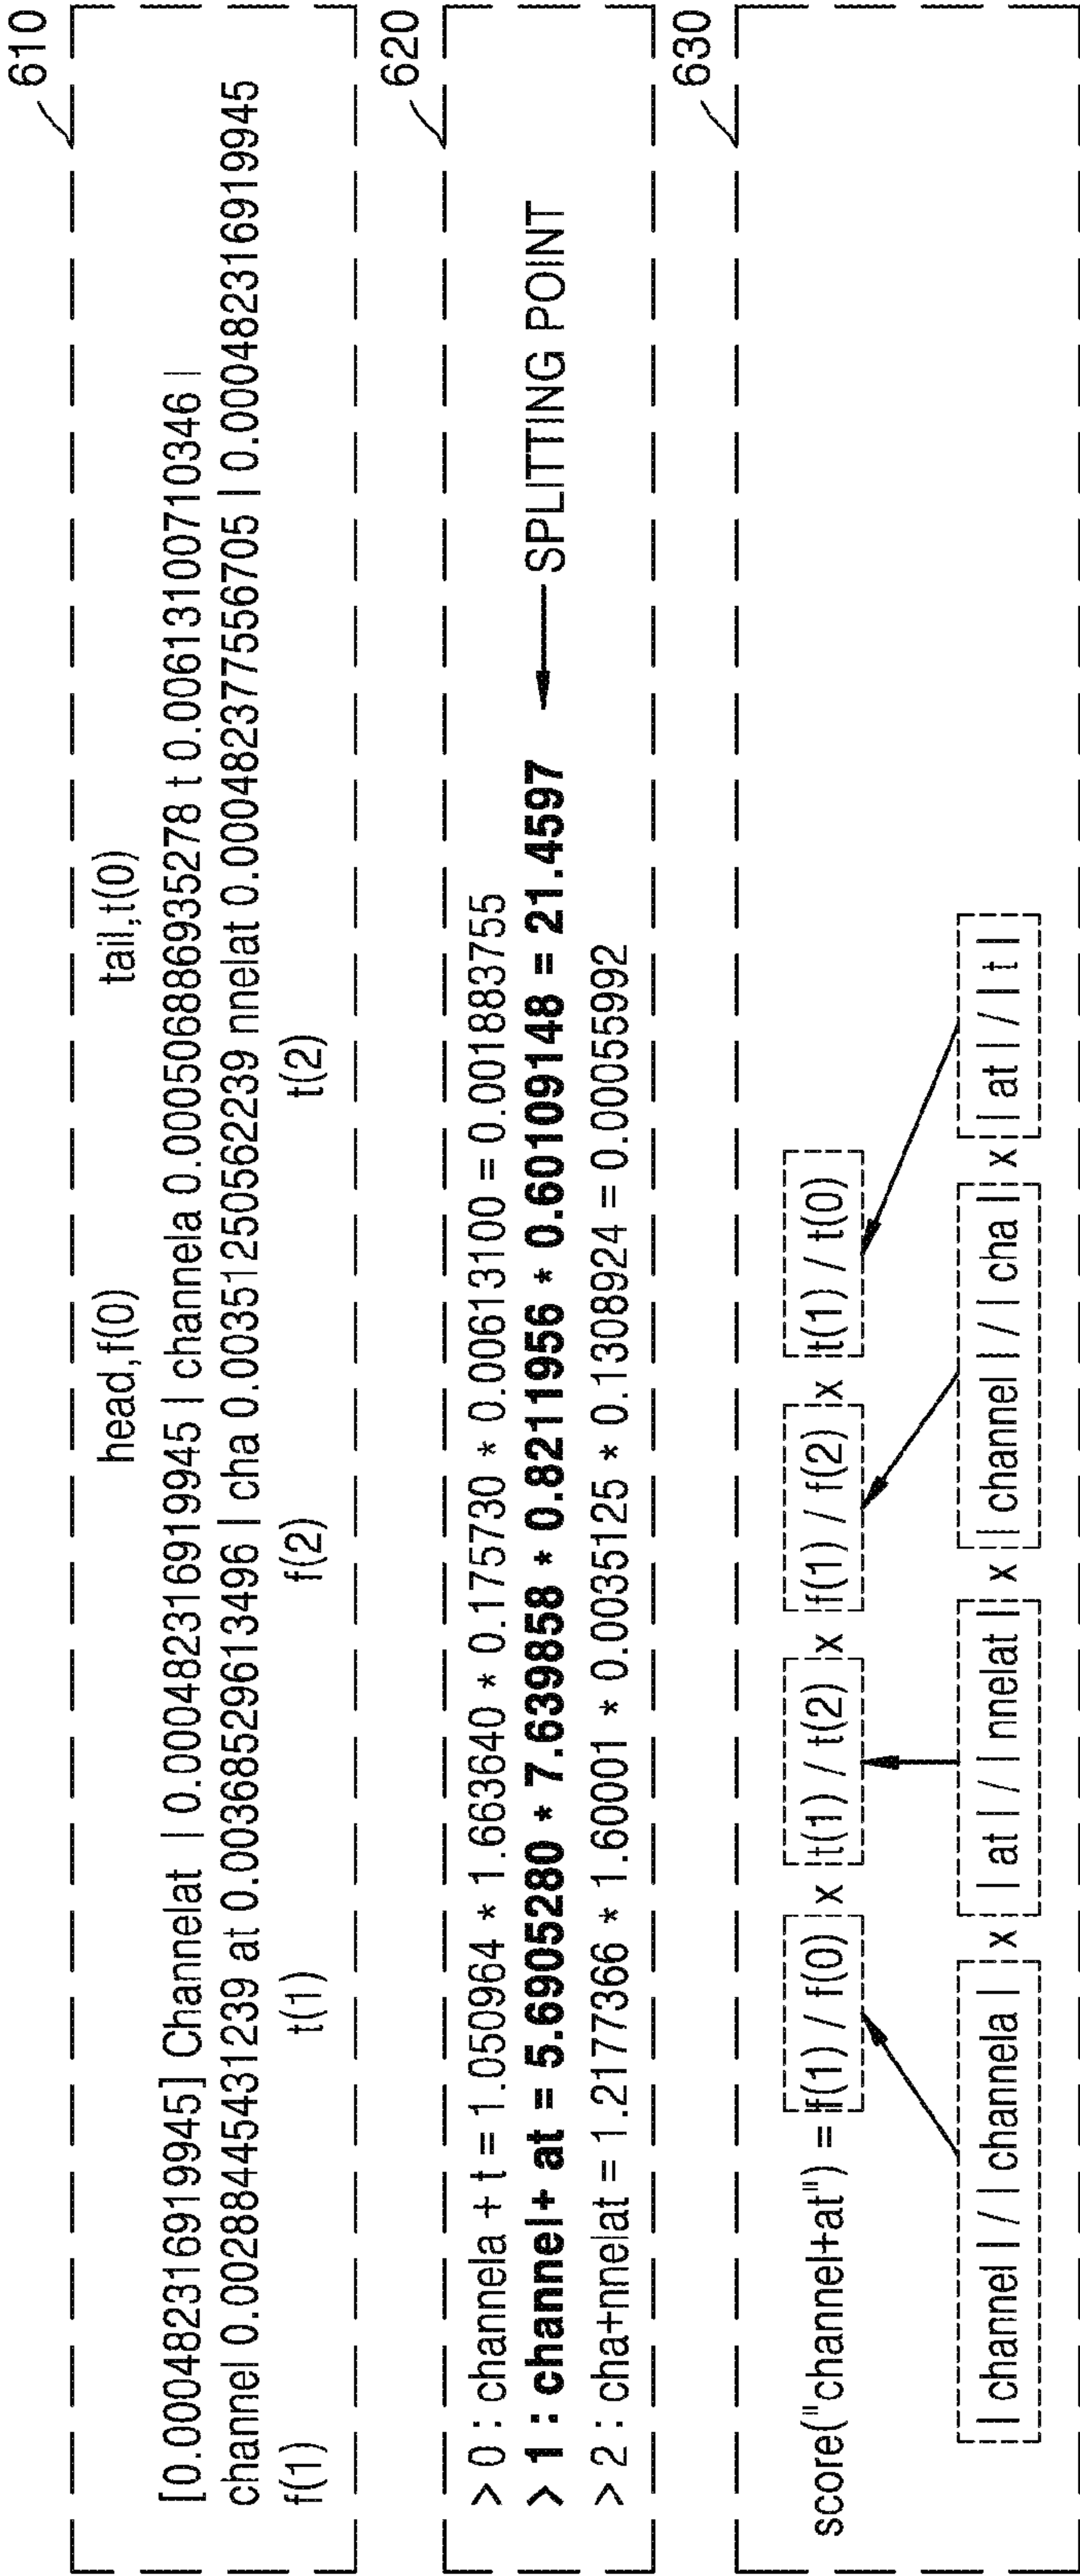 610
head,f(0) tail,t(0)
[0.000482316919945] Channelat | 0.000482316919945 | channela 0.000506886935278 t 0.006131007710346 |
channel 0.00288445431239 at 0.003685296113496 | cha 0.003512505062239 nnelat 0.000482377556705 | 0.000482316919945
f(1) t(1) f(2) t(2)
620
> 0 : channela + t = 1.050964 * 1.663640 * 0.175730 * 0.00613100 = 0.001883755
> 1 : channel+ at = 5.6905280 * 7.639858 * 0.8211956 * 0.60109148 = 21.4597 ← SPLITTING POINT
> 2 : cha+nnelat = 1.2177366 * 1.60001 * 0.0035125 * 0.1308924 = 0.00055992
630
score("channel+at") = f(1) / f(0) x t(1) / t(2) x f(1) / f(2) x t(1) / t(0)
| channel | / | channela | x | at | / | nnelat | x | channel | / | cha | x | at | / | t |